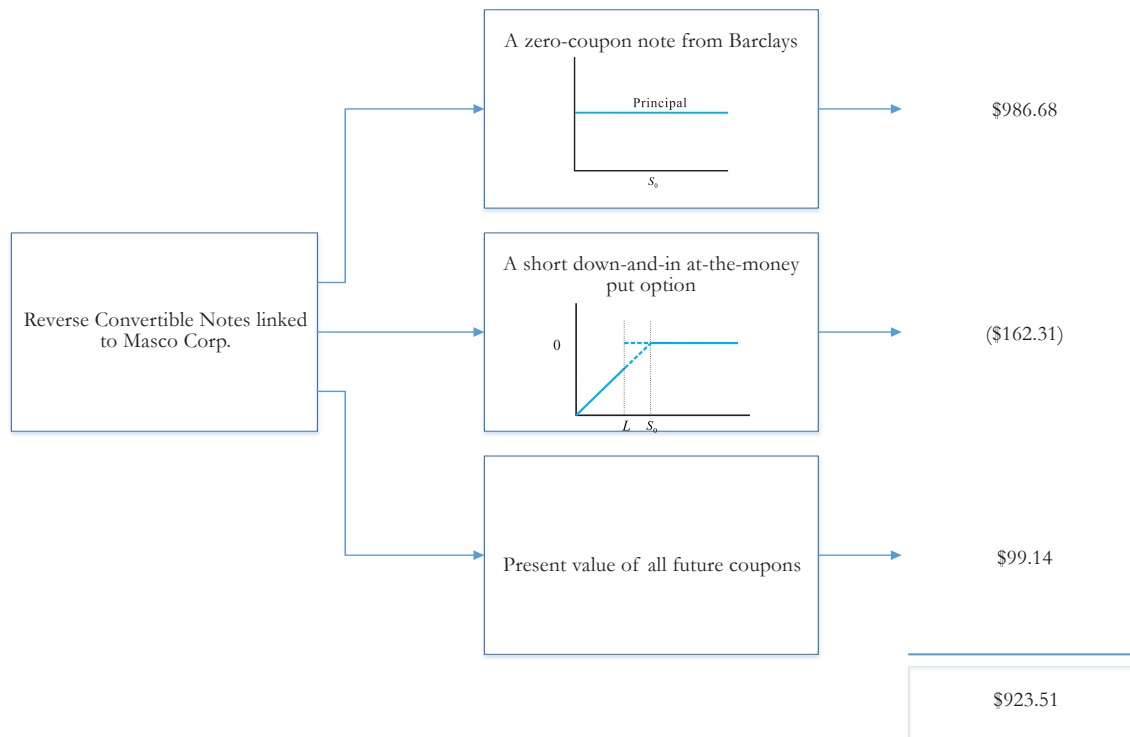 A zero-coupon note from Barclays
Principal
S₀
$986.68
Reverse Convertible Notes linked
to Masco Corp.
A short down-and-in at-the-money
put option
0
L S₀
($162.31)
Present value of all future coupons
$99.14
$923.51